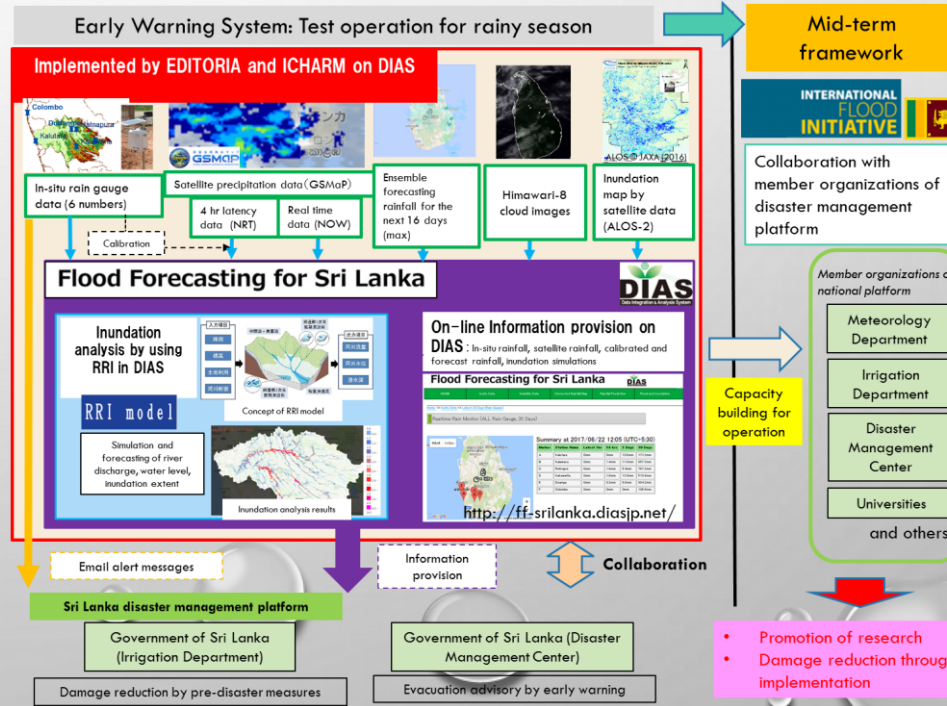 Early Warning System: Test operation for rainy season
Mid-term
framework
Implemented by EDITORIA and ICHARM on DIAS
Colombo
Kalutara
GSMaP
ALOS © JAXA (2016)
INTERNATIONAL
FLOOD
INITIATIVE
In-situ rain gauge
data (6 numbers)
Satellite precipitation data(GSMaP)
4 hr latency
data (NRT)
Real time
data (NOW)
Ensemble
forecasting
rainfall for the
next 16 days
(max)
Himawari-8
cloud images
Inundation
map by
satellite data
(ALOS-2)
Calibration
Collaboration with
member organizations of
disaster management
platform
Flood Forecasting for Sri Lanka
DIAS
Data Integration & Analysis System
Inundation
analysis by using
RRI in DIAS
RRI model
Concept of RRI model
Simulation and
forecasting of river
discharge, water level,
inundation extent
Inundation analysis results
On-line Information provision on
DIAS : In-situ rainfall, satellite rainfall, calibrated and
forecast rainfall, inundation simulations
Flood Forecasting for Sri Lanka
DIAS
Summary at 2017/06/22 12:05 (UTC+5:30)
http://ff-srilanka.diasjp.net/
Capacity
building for
operation
Member organizations o
national platform
Meteorology
Department
Irrigation
Department
Disaster
Management
Center
Universities
and others
Email alert messages
Information
provision
Collaboration
Sri Lanka disaster management platform
Government of Sri Lanka
(Irrigation Department)
Government of Sri Lanka (Disaster
Management Center)
Damage reduction by pre-disaster measures
Evacuation advisory by early warning
• Promotion of research
• Damage reduction through
implementation